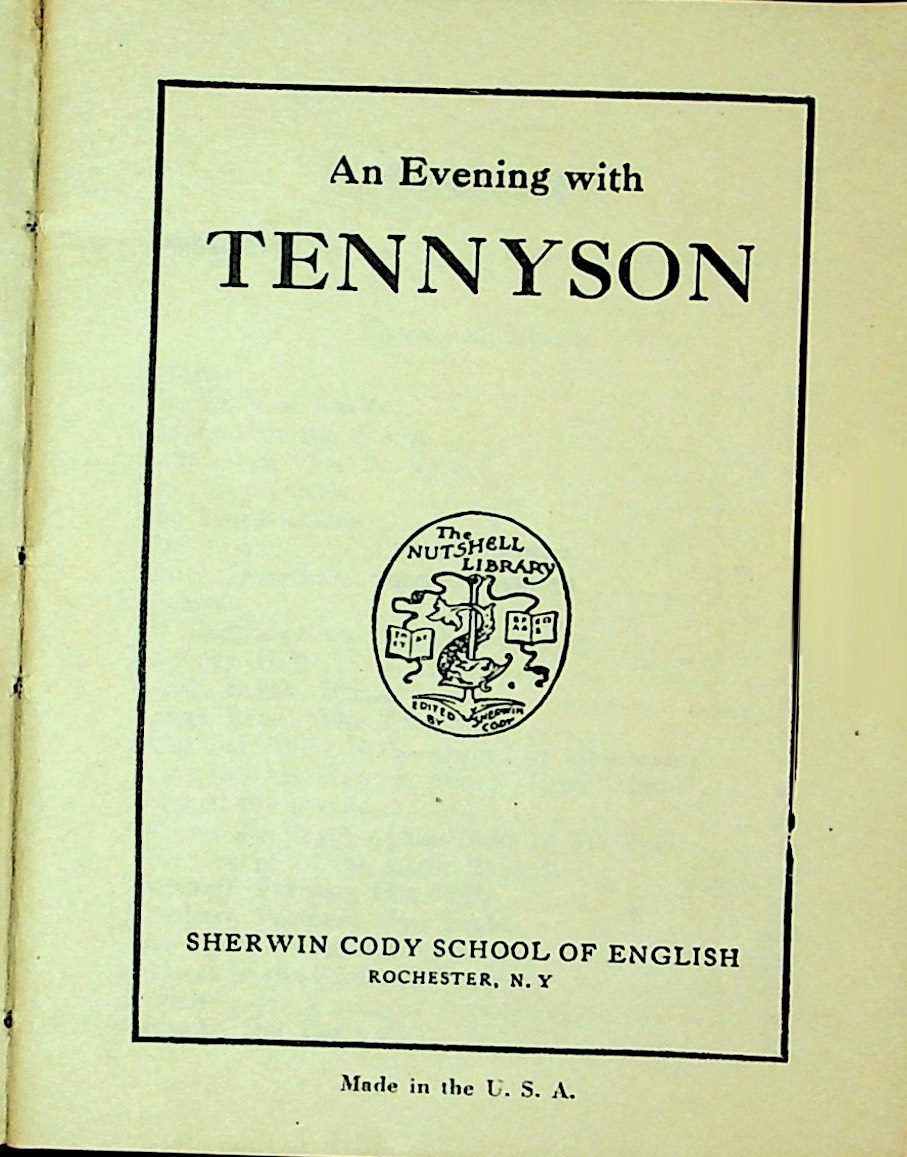 An Evening with
TENNYSON
The
NUTSHELL
LIBRARY
EDITED
BY
SHERWIN
CODY
SHERWIN CODY SCHOOL OF ENGLISH
ROCHESTER, N. Y
Made in the U. S. A.